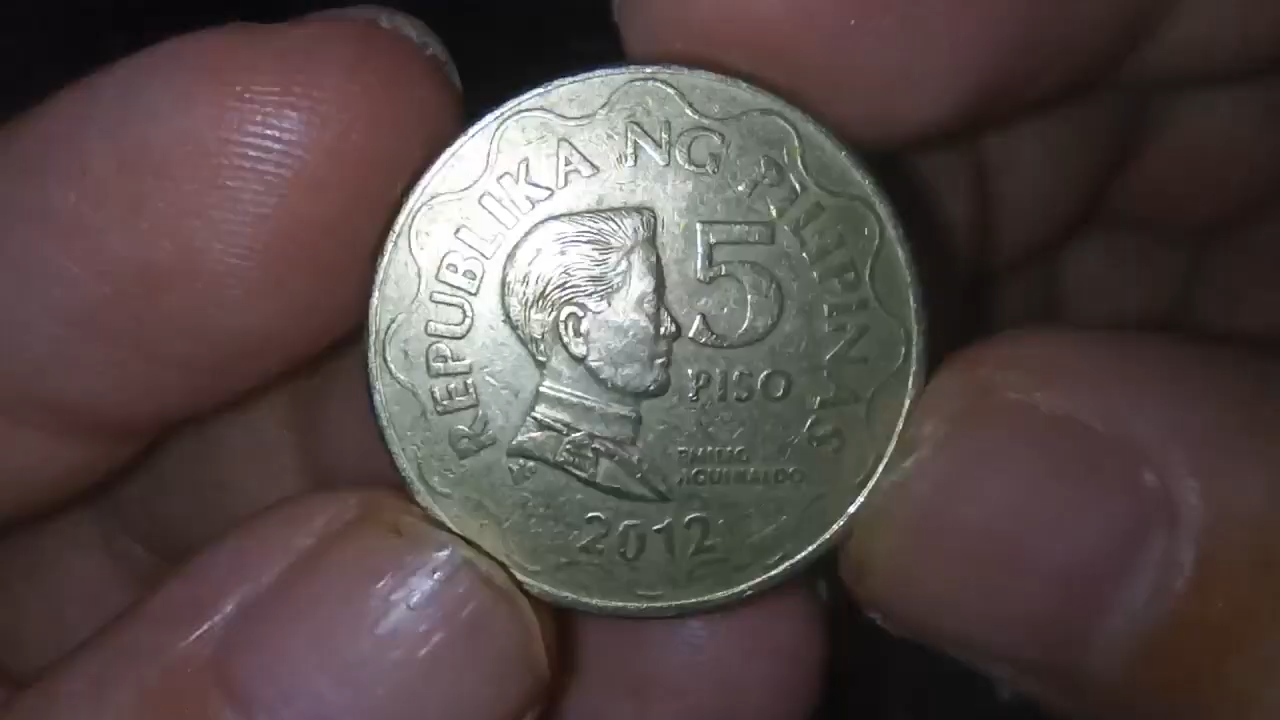 REPUBLIKA NG PILIPINAS
5
PISO
EMILIO
AGUINALDO
2012